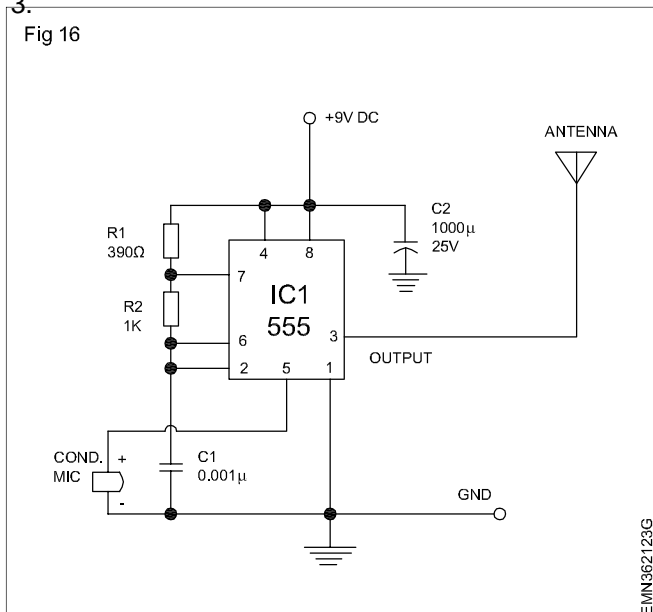 3.
Fig 16
+9V DC
ANTENNA
R1
390Ω
C2
1000µ
25V
4
8
7
IC1
555
R2
1K
6
3
2
5
1
OUTPUT
COND.
MIC
+
-
C1
0.001µ
GND
EMN362123G